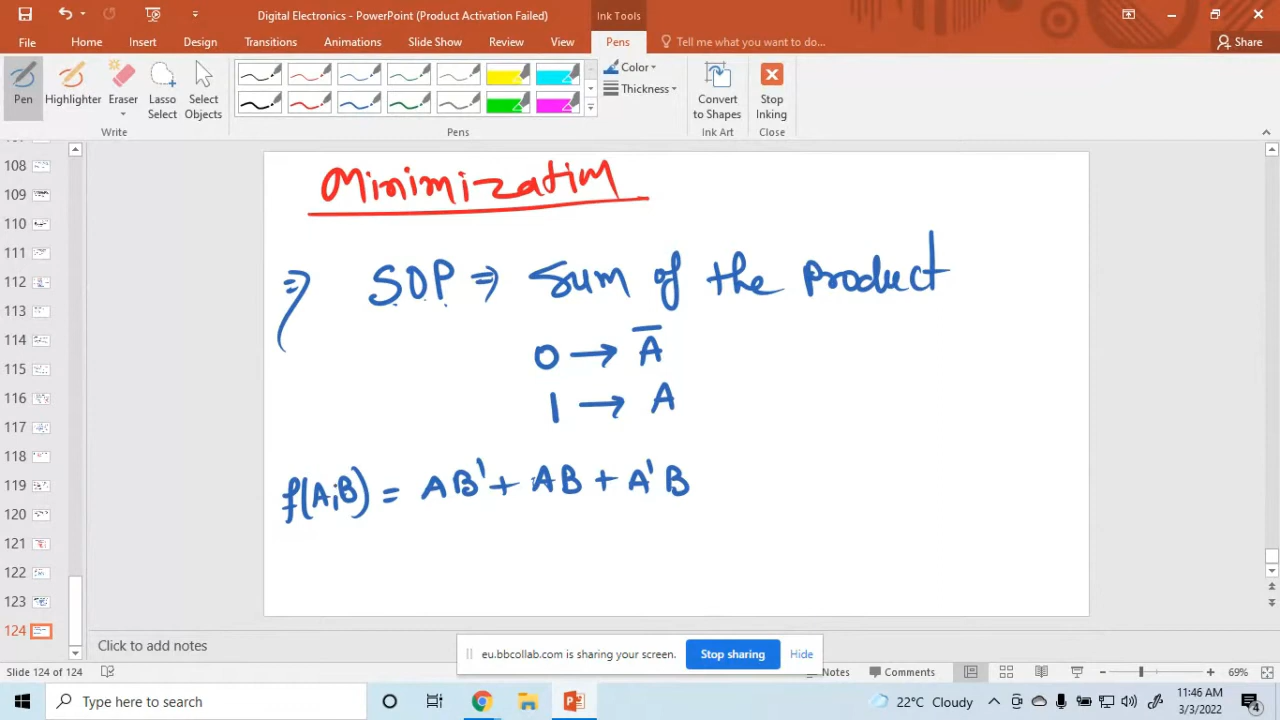 Digital Electronics - PowerPoint (Product Activation Failed)
Ink Tools
File Home Insert Design Transitions Animations Slide Show Review View Pens Tell me what you want to do... Share
Pen Highlighter Eraser Lasso Select Select Objects
Color
Thickness
Convert to Shapes
Stop Inking
Write Pens Ink Art Close
108
109
110
111
112
113
114
115
116
117
118
119
120
121
122
123
124
Minimization
⇒ SOP ⇒ Sum of the product
0 → A̅
1 → A
f(A,B) = AB' + AB + A'B
Click to add notes
eu.bbcollab.com is sharing your screen. Stop sharing Hide
Slide 124 of 124 Notes Comments 69%
Type here to search 22°C Cloudy 11:46 AM
3/3/2022 4